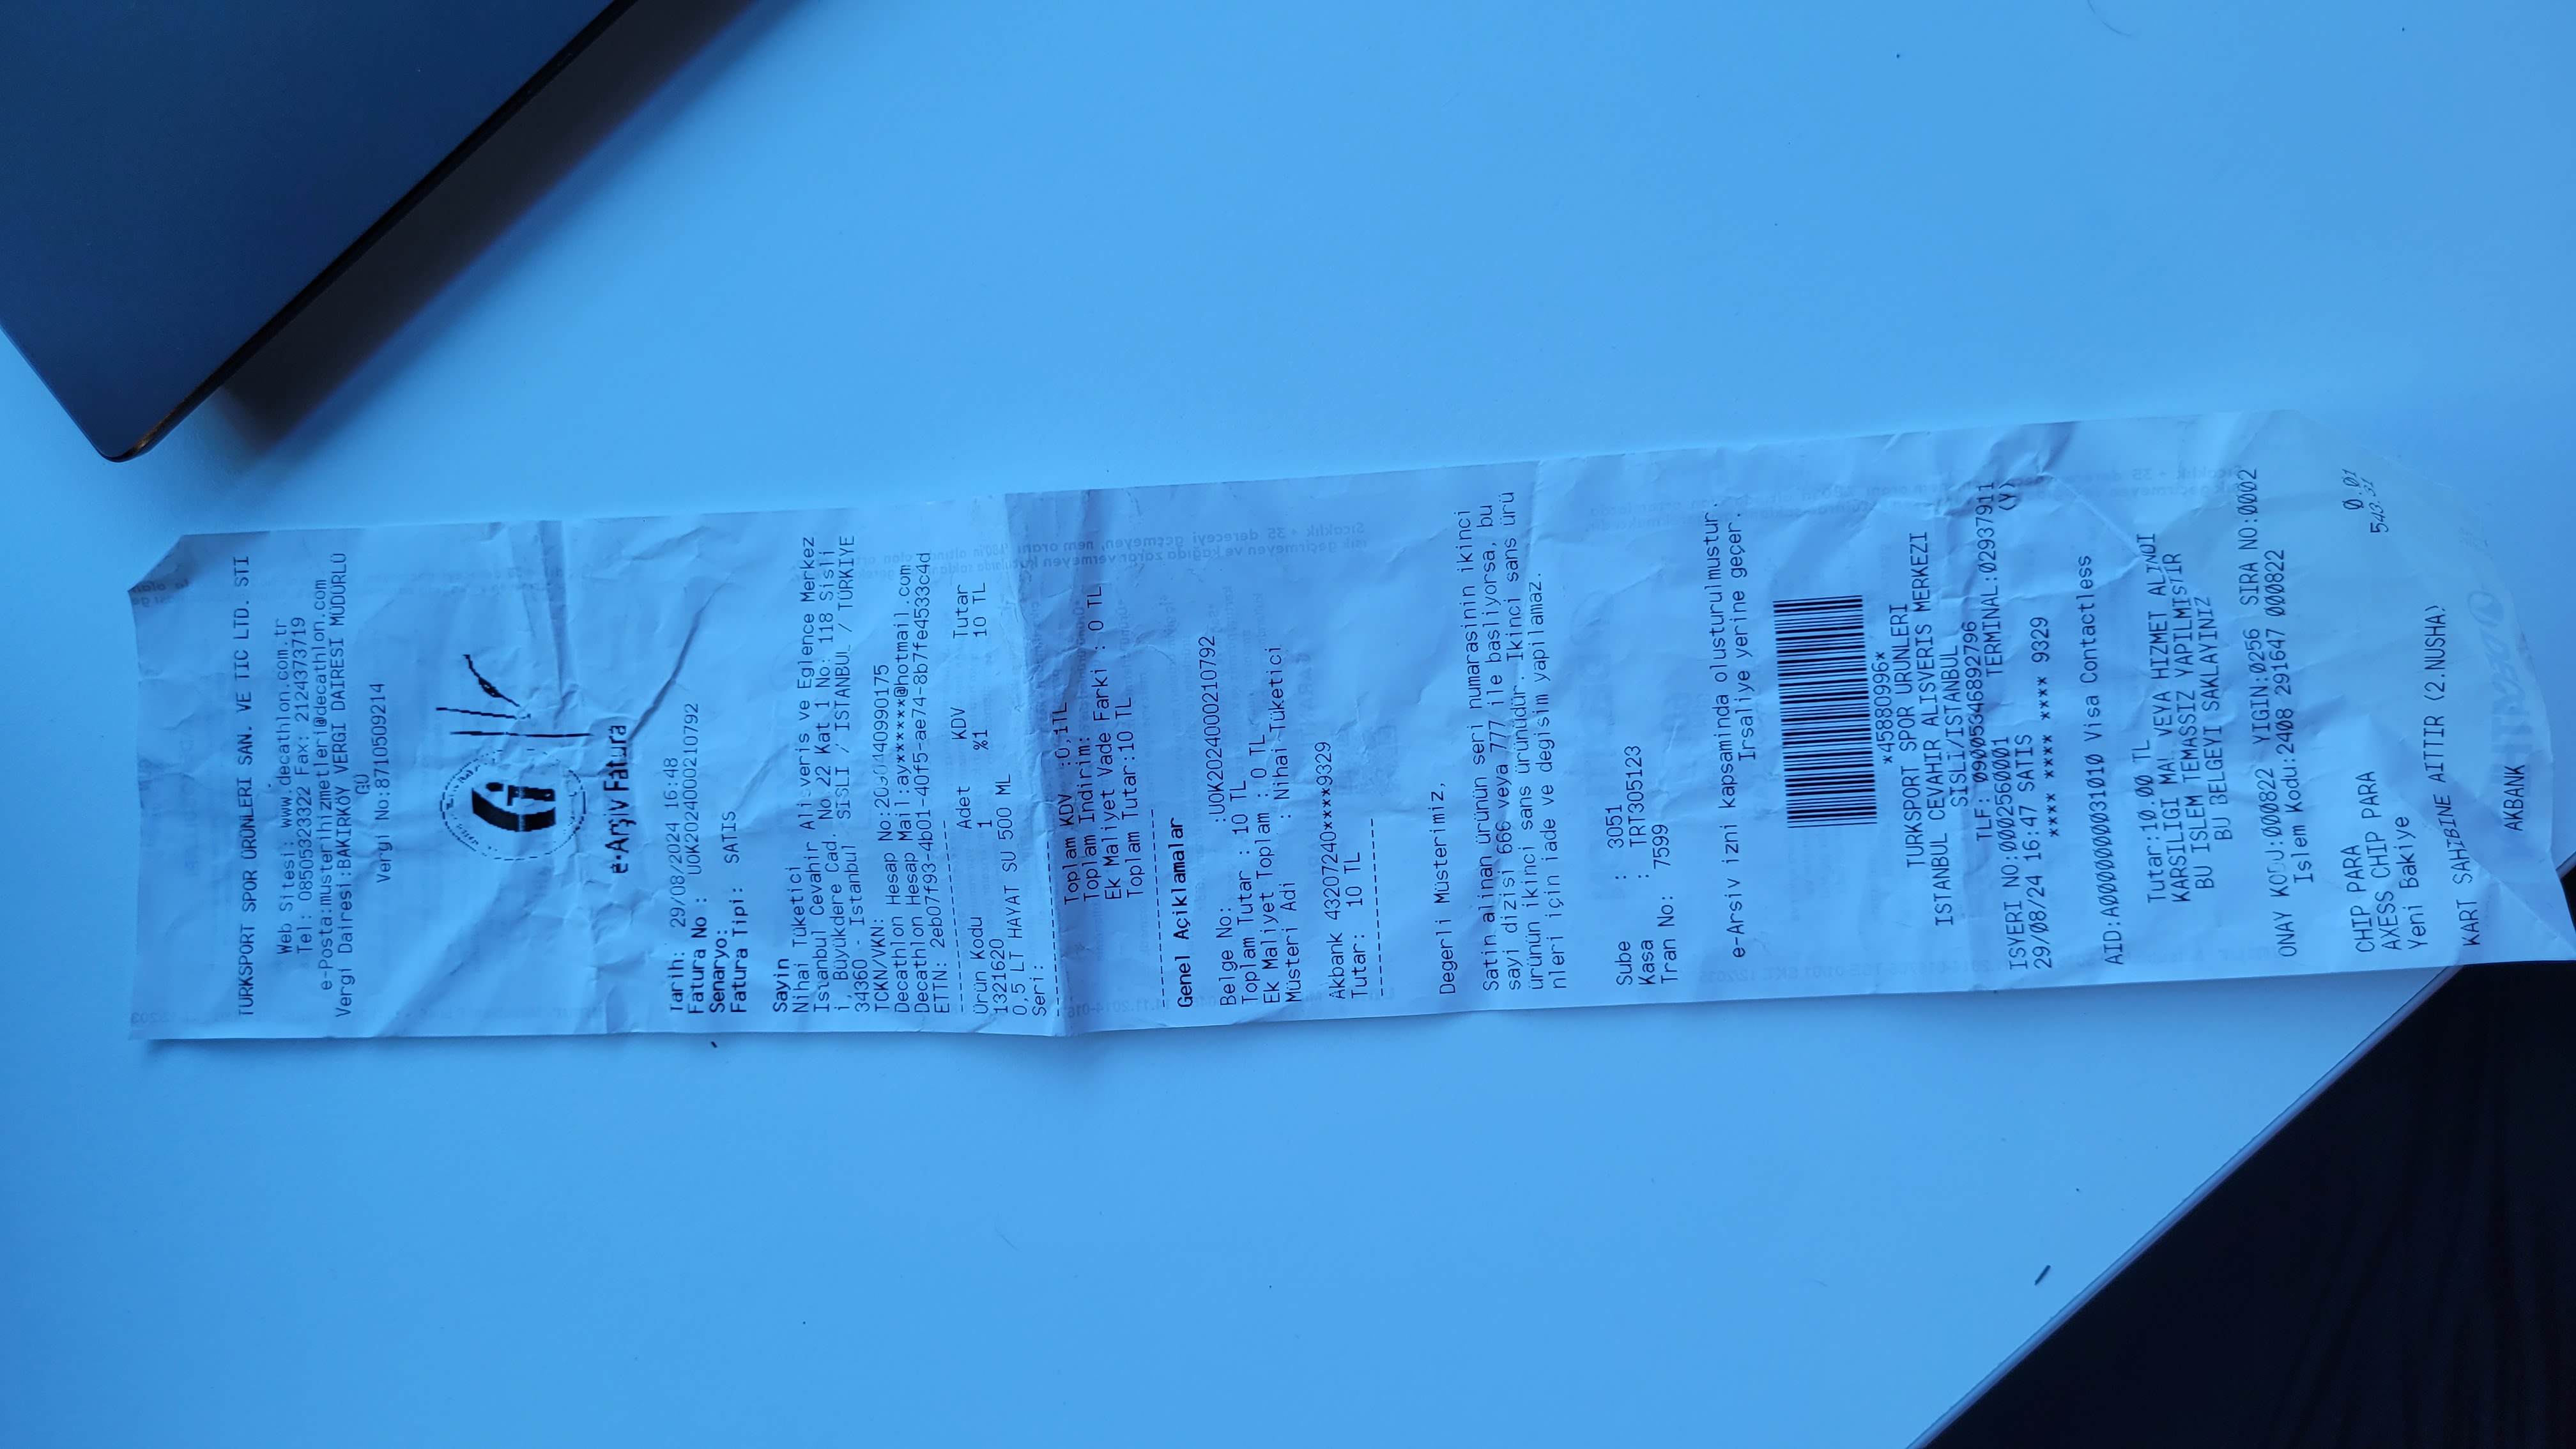 TURKSPORT SPOR ÜRÜNLERI SAN. VE TIC LTD. STI
Web Sitesi: www.decathlon.com.tr
Tel: 08505323322 Fax: 2124373719
e-Posta:musterihizmetleri@decathlon.com
Vergi Dairesi:BAKIRKÖY VERGI DAIRESI MÜDÜRLÜ
GÜ
Vergi No:8710509214
e-Arşiv Fatura
Tarih: 29/08/2024 16:48
Fatura No : U0K2024000210792
Senaryo:
Fatura Tipi: SATIS
Sayin
Nihai Tüketici
Istanbul Cevahir Alisveris ve Eglence Merkez
i, Büyükdere Cad. No 22 Kat 1 No: 118 Sisli
34360 - Istanbul SISLI / ISTANBUL / TÜRKIYE
TCKN/VKN:
Decathlon Hesap No:
Decathlon Hesap Mail:ay******@hotmail.com
ETTN: 2eb07f93-4b01-40f5-ae74-8b7fe4533c4d
------------------
Ürün Kodu Adet KDV Tutar
1321620 1 %1 10 TL
0,5 LT HAYAT SU 500 ML
Seri:
------------------
Toplam KDV :0,1TL
Toplam Indirim:
Ek Maliyet Vade Farki : 0 TL
Toplam Tutar:10 TL
------------------
Genel Açiklamalar
Belge No: :U0K2024000210792
Toplam Tutar : 10 TL
Ek Maliyet Toplam : 0 TL
Müsteri Adi : Nihai Tüketici
Akbank 43207240****9329
Tutar: 10 TL
----------------
Degerli Müsterimiz,
Satin alinan ürünün seri numarasinin ikinci
sayi dizisi 666 veya 777 ile basliyorsa, bu
ürünün ikinci sans ürünüdür. Ikinci sans ürü
nleri için iade ve degisim yapilamaz.
Sube : 3051
Kasa : TRT305123
Tran No: 7599
e-Arsiv izni kapsaminda olusturulmustur.
Irsaliye yerine geçer.
*45880996*
TURKSPORT SPOR URUNLERI
ISTANBUL CEVAHIR ALISVERIS MERKEZI
SISLI/ISTANBUL
TLF: 09005346892796
ISYERI NO:0002560001 TERMINAL:02937911
29/08/24 16:47 SATIS (Y)
**** **** **** 9329
AID:A0000000031010 Visa Contactless
Tutar:10.00 TL
KARSILIGI MAL VEYA HIZMET ALINDI
BU ISLEM TEMASSIZ YAPILMISTIR
BU BELGEYI SAKLAYINIZ
ONAY KODU:000822 YIGIN:0256 SIRA NO:0002
Islem Kodu:2408 291647 000822
CHIP PARA 0.01
AXESS CHIP PARA 543.31
Yeni Bakiye
KART SAHIBINE AITTIR (2.NUSHA)
AKBANK